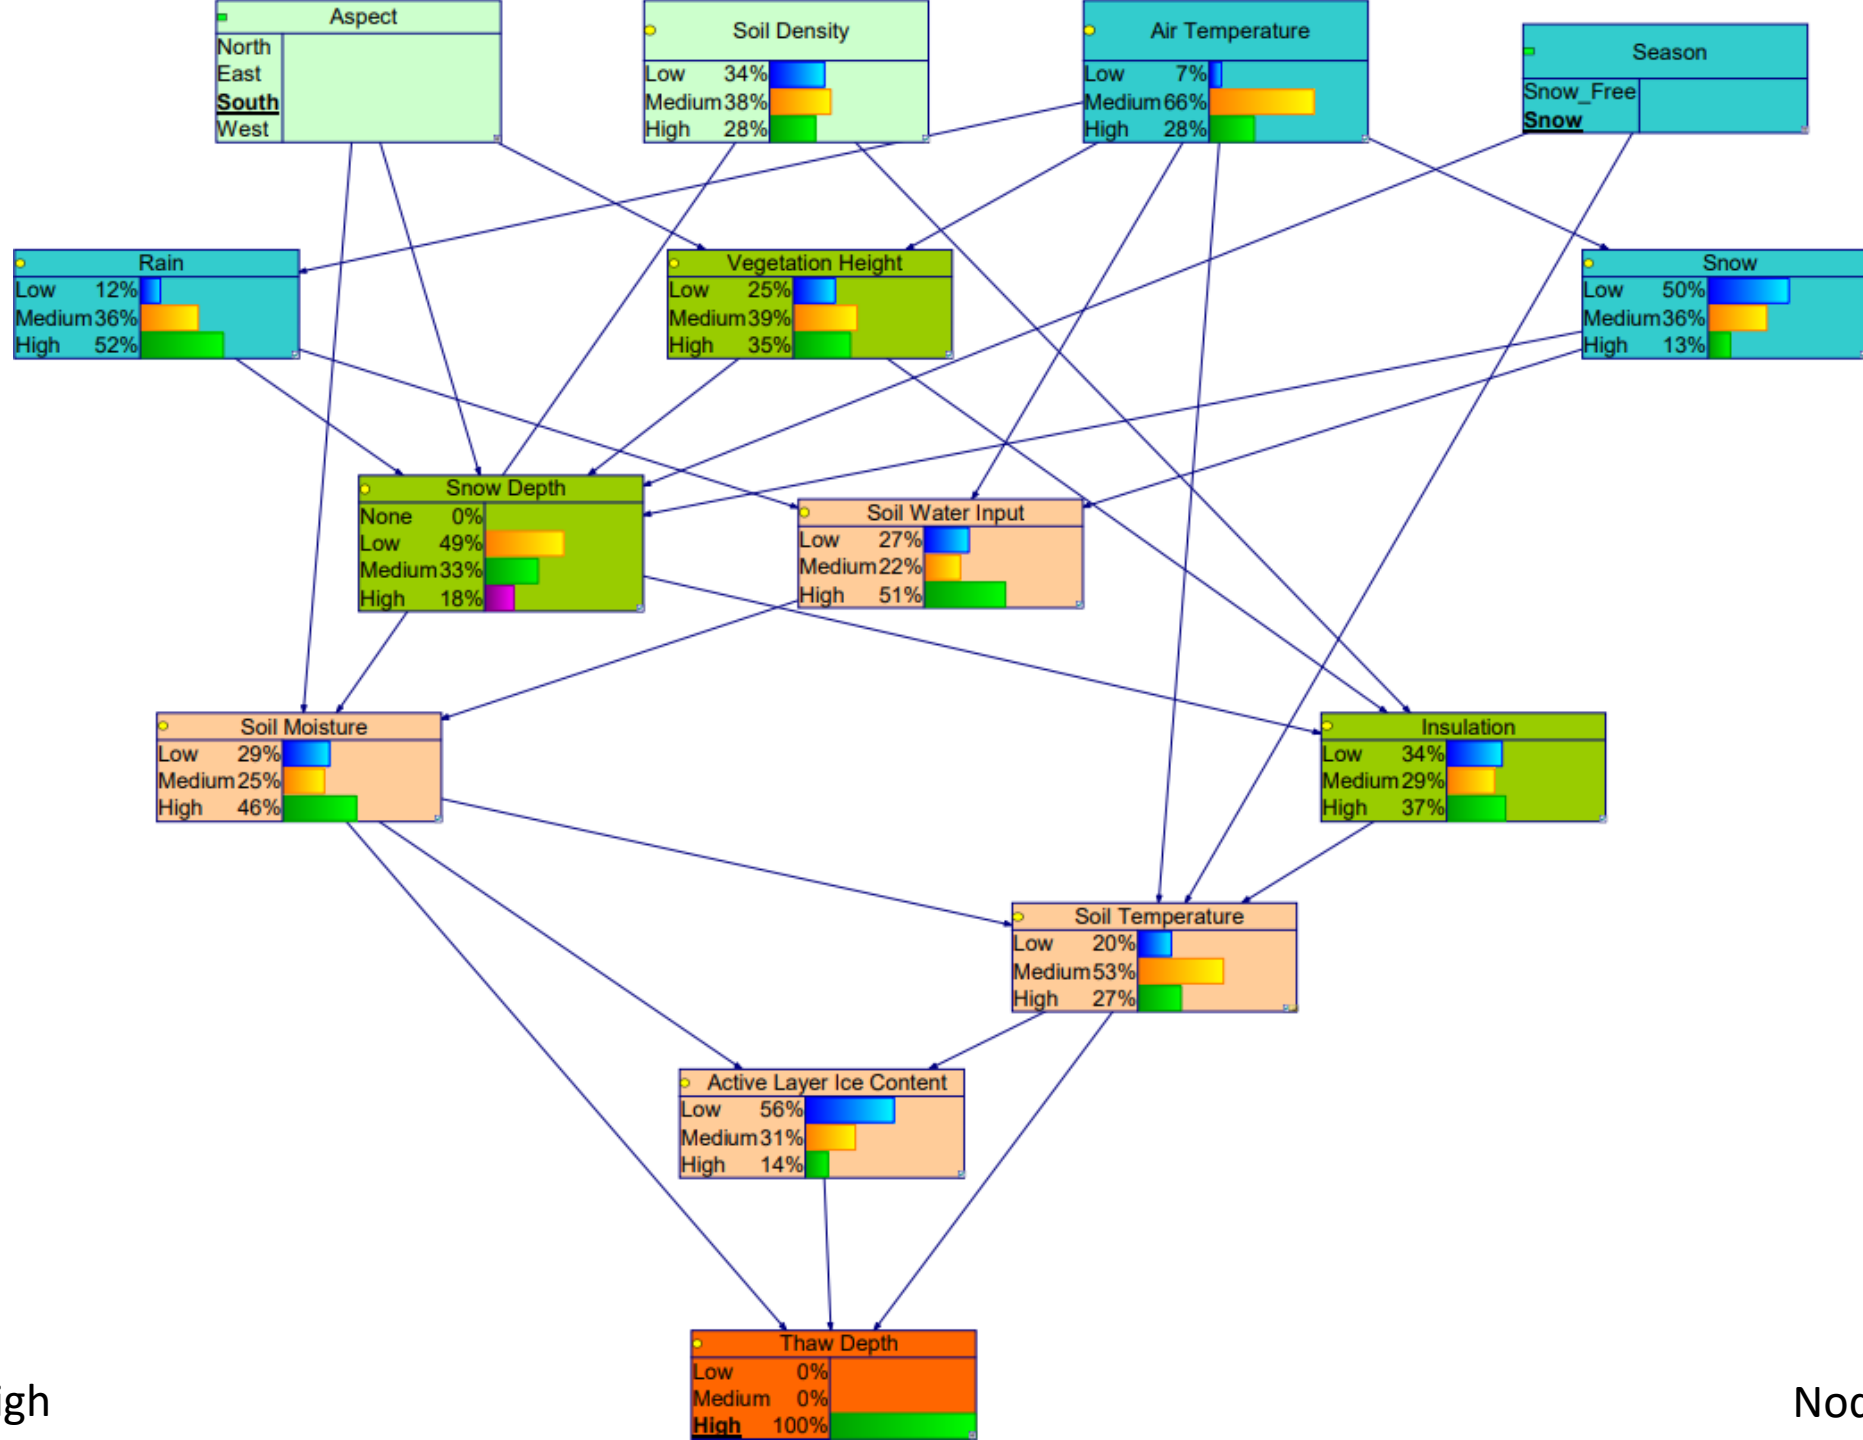 Aspect
North
East
South
West
Soil Density
Low 34%
Medium 38%
High 28%
Air Temperature
Low 7%
Medium 66%
High 28%
Season
Snow_Free
Snow
Rain
Low 12%
Medium 36%
High 52%
Vegetation Height
Low 25%
Medium 39%
High 35%
Snow
Low 50%
Medium 36%
High 13%
Snow Depth
None 0%
Low 49%
Medium 33%
High 18%
Soil Water Input
Low 27%
Medium 22%
High 51%
Soil Moisture
Low 29%
Medium 25%
High 46%
Insulation
Low 34%
Medium 29%
High 37%
Soil Temperature
Low 20%
Medium 53%
High 27%
Active Layer Ice Content
Low 56%
Medium 31%
High 14%
Thaw Depth
Low 0%
Medium 0%
High 100%
igh